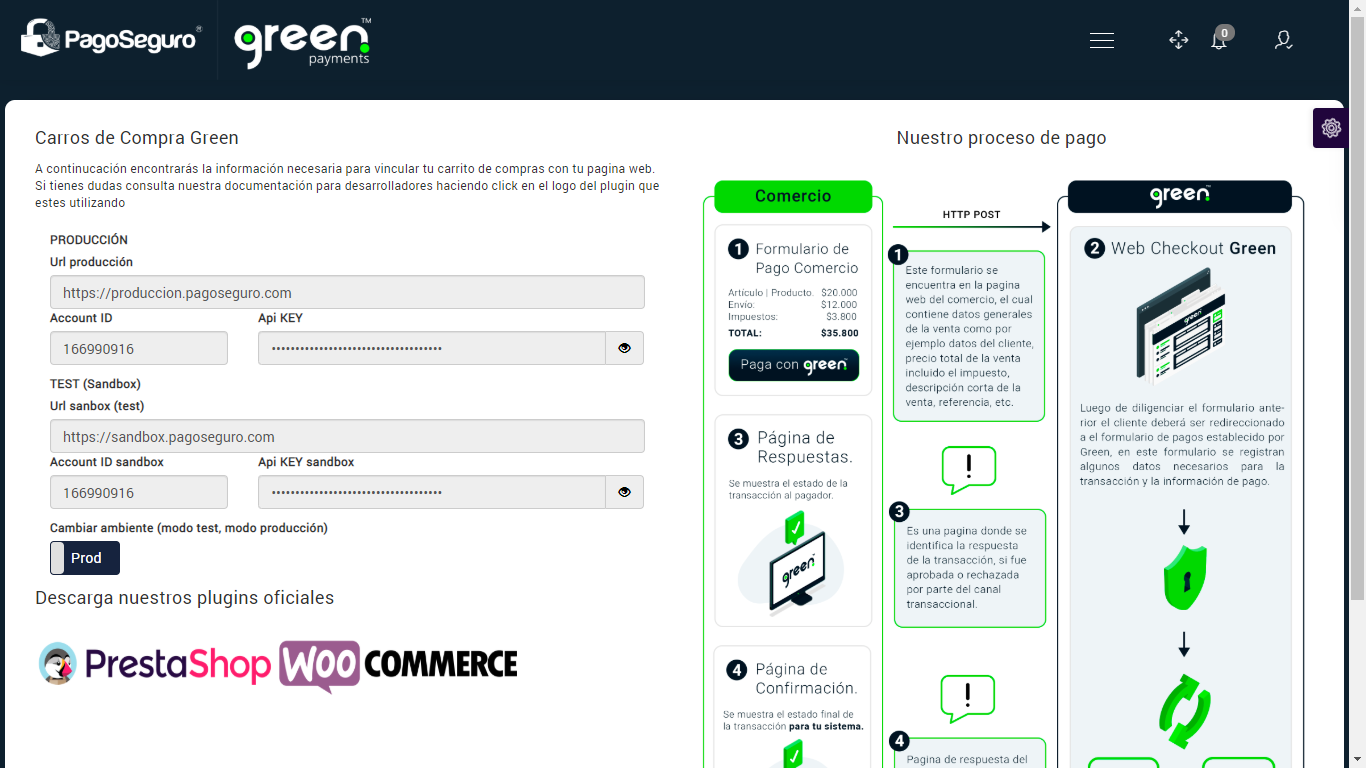 PagoSeguro®
green™
payments
0
Carros de Compra Green
A continucación encontrarás la información necesaria para vincular tu carrito de compras con tu pagina web.
Si tienes dudas consulta nuestra documentación para desarrolladores haciendo click en el logo del plugin que
estes utilizando
PRODUCCIÓN
Url producción
https://produccion.pagoseguro.com
Account ID
Api KEY
166990916
••••••••••••••••••••••••••••••••••
TEST (Sandbox)
Url sanbox (test)
https://sandbox.pagoseguro.com
Account ID sandbox
Api KEY sandbox
166990916
••••••••••••••••••••••••••••••••••
Cambiar ambiente (modo test, modo producción)
Prod
Descarga nuestros plugins oficiales
PrestaShop
WOO COMMERCE
Nuestro proceso de pago
Comercio
1 Formulario de
Pago Comercio
Artículo | Producto. $20.000
Envío: $12.000
Impuestos: $3.800
TOTAL: $35.800
Paga con green™
3 Página de
Respuestas.
Se muestra el estado de la
transacción al pagador.
green
4 Página de
Confirmación.
Se muestra el estado final de
la transacción para tu sistema.
HTTP POST
1
Este formulario se
encuentra en la pagina
web del comercio, el cual
contiene datos generales
de la venta como por
ejemplo datos del cliente,
precio total de la venta
incluido el impuesto,
descripción corta de la
venta, referencia, etc.
!
3
Es una pagina donde se
identifica la respuesta
de la transacción, si fue
aprobada o rechazada
por parte del canal
transaccional.
!
4
Pagina de respuesta del
green™
2 Web Checkout Green
green
Luego de diligenciar el formulario ante-
rior el cliente deberá ser redireccionado
a el formulario de pagos establecido por
Green, en este formulario se registran
algunos datos necesarios para la
transacción y la información de pago.